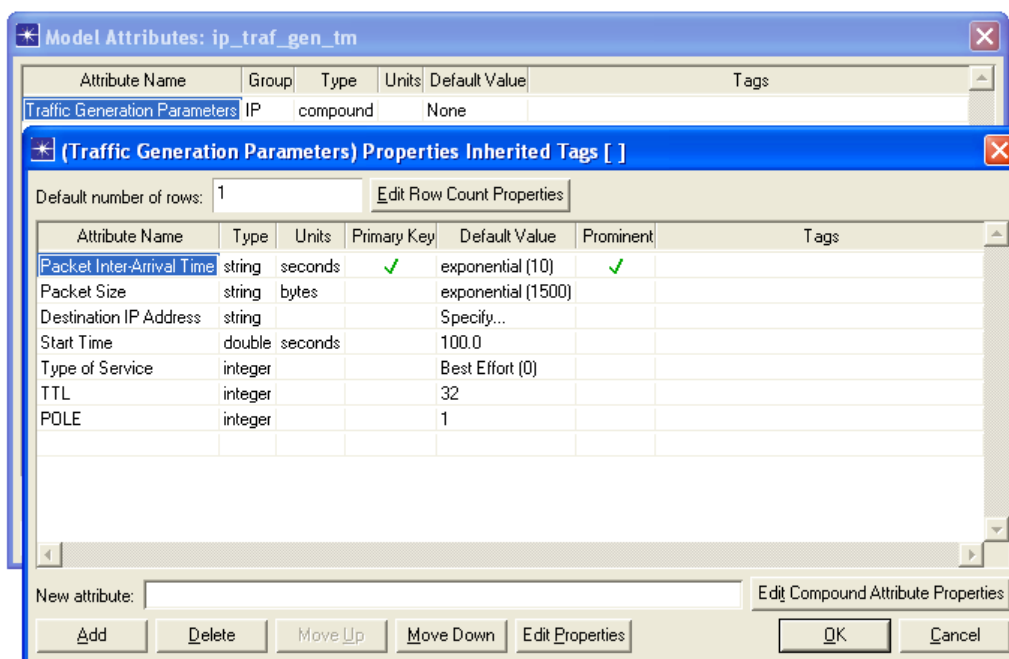 Model Attributes: ip_traf_gen_tm
Attribute Name Group Type Units Default Value Tags
Traffic Generation Parameters IP compound None
(Traffic Generation Parameters) Properties Inherited Tags [ ]
Default number of rows: 1 Edit Row Count Properties
Attribute Name Type Units Primary Key Default Value Prominent Tags
Packet Inter-Arrival Time string seconds exponential (10)
Packet Size string bytes exponential (1500)
Destination IP Address string Specify...
Start Time double seconds 100.0
Type of Service integer Best Effort (0)
TTL integer 32
POLE integer 1
New attribute: Edit Compound Attribute Properties
Add Delete Move Up Move Down Edit Properties OK Cancel